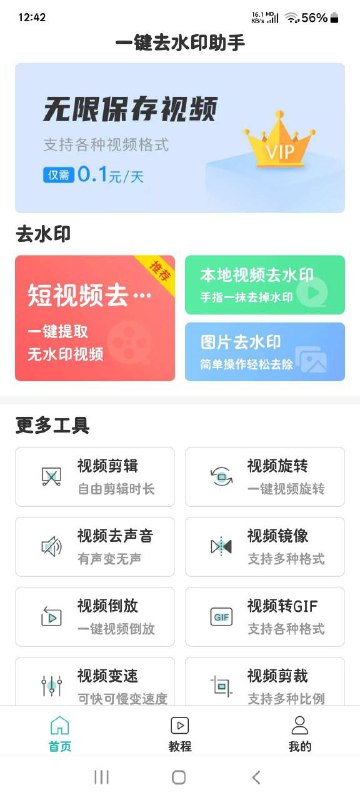 12:42
16.1 KB/s
HD
56%
一键去水印助手
无限保存视频
支持各种视频格式
仅需 0.1元/天
VIP
去水印
推荐
短视频去···
一键提取
无水印视频
本地视频去水印
手指一抹去掉水印
图片去水印
简单操作轻松去除
更多工具
视频剪辑
自由剪辑时长
视频旋转
一键视频旋转
视频去声音
有声变无声
视频镜像
支持多种格式
视频倒放
一键视频倒放
GIF
视频转GIF
支持各种格式
视频变速
可快可慢变速度
视频剪裁
支持多种比例
首页
教程
我的